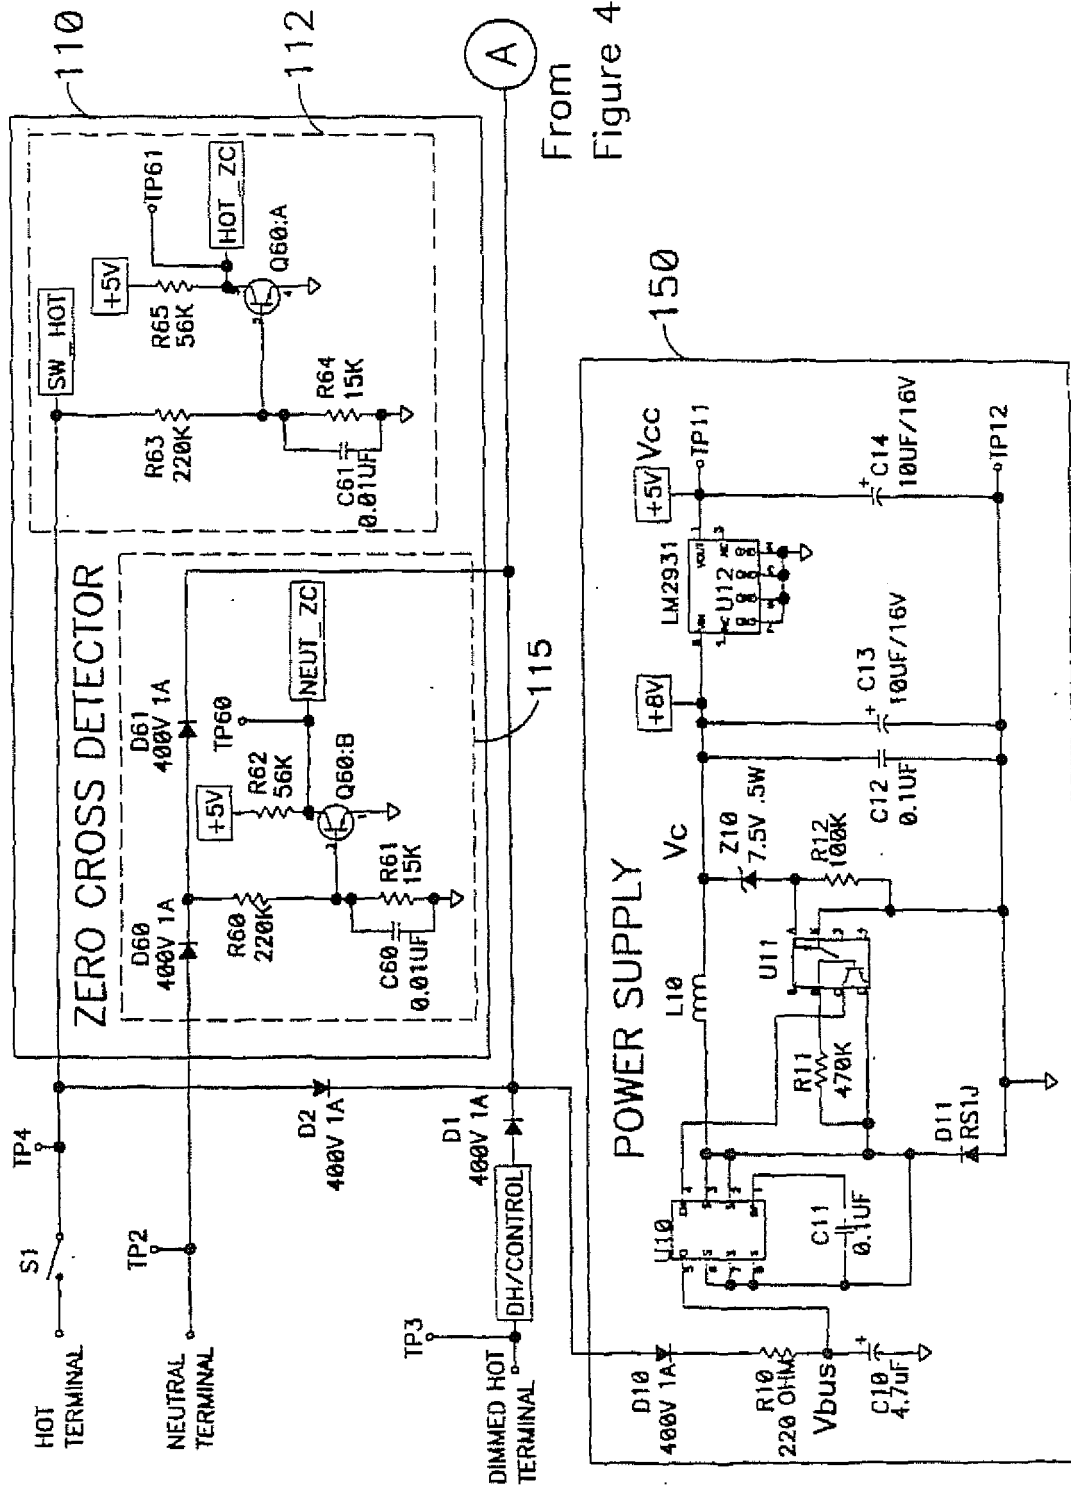 110
112
A
From
Figure 4
ZERO CROSS DETECTOR
SW_HOT
+5V
TP61
R65
56K
HOT_ZC
Q60:A
R63
220K
R64
15K
C61
0.01UF
D60
400V 1A
D61
400V 1A
TP60
+5V
R62
56K
NEUT_ZC
Q60:B
R60
220K
R61
15K
C60
0.01UF
115
HOT
TERMINAL
S1
TP4
NEUTRAL
TERMINAL
TP2
D2
400V 1A
D1
400V 1A
DH/CONTROL
TP3
DIMMED HOT
TERMINAL
150
POWER SUPPLY
D10
400V 1A
R10
220 OHM
Vbus
C10
4.7uF
U10
C11
0.1UF
D11
RS1J
R11
470K
L10
U11
Vc
Z10
7.5V .5W
R12
100K
C12
0.1UF
+8V
C13
10UF/16V
LM2931
VOUT
U12
+5V
Vcc
TP11
C14
10UF/16V
TP12